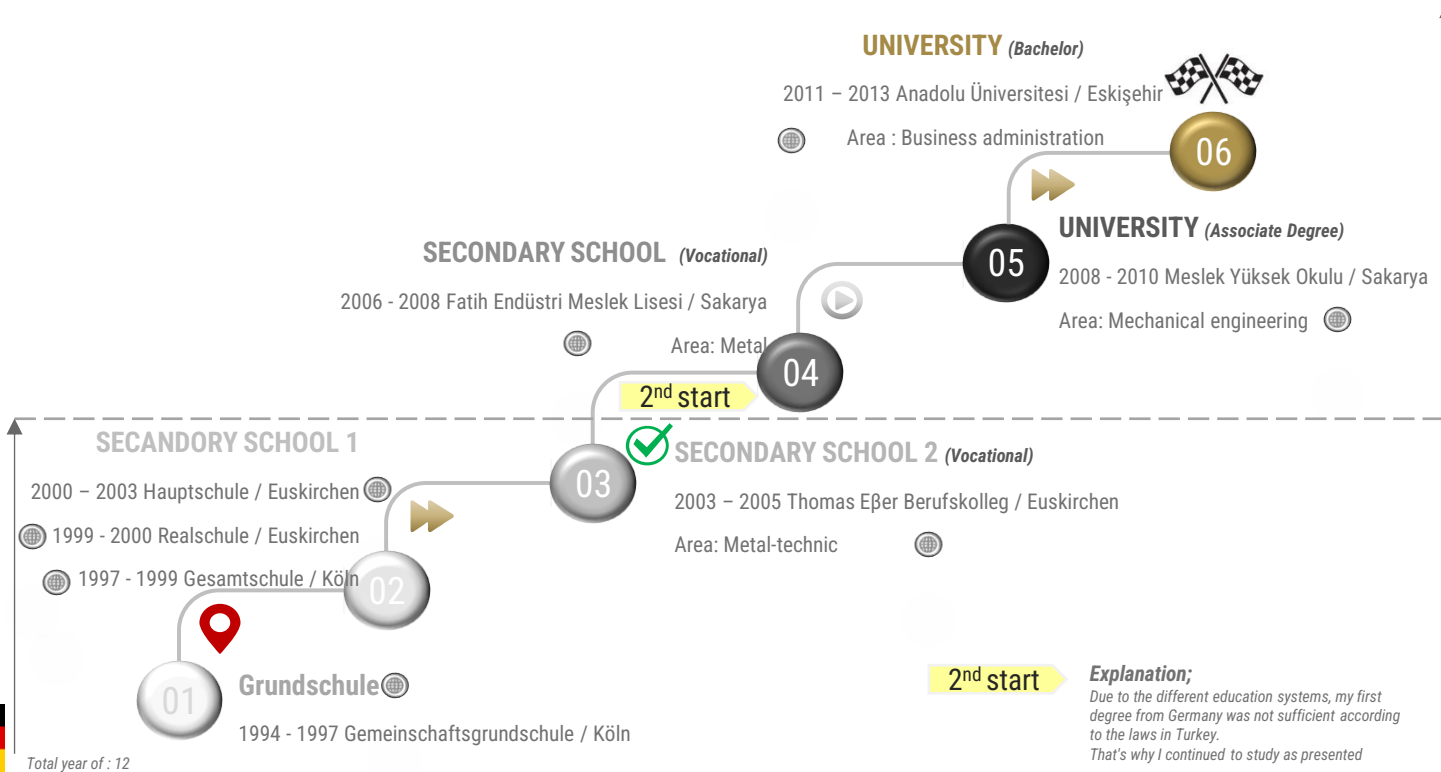 UNIVERSITY (Bachelor)
2011 – 2013 Anadolu Üniversitesi / Eskişehir
Area : Business administration
06
UNIVERSITY (Associate Degree)
05
2008 - 2010 Meslek Yüksek Okulu / Sakarya
Area: Mechanical engineering
SECONDARY SCHOOL (Vocational)
2006 - 2008 Fatih Endüstri Meslek Lisesi / Sakarya
Area: Metal
04
2nd start
SECANDORY SCHOOL 1
2000 – 2003 Hauptschule / Euskirchen
1999 - 2000 Realschule / Euskirchen
1997 - 1999 Gesamtschule / Köln
02
03
SECONDARY SCHOOL 2 (Vocational)
2003 – 2005 Thomas Eβer Berufskolleg / Euskirchen
Area: Metal-technic
01
Grundschule
1994 - 1997 Gemeinschaftsgrundschule / Köln
Total year of : 12
2nd start
Explanation;
Due to the different education systems, my first
degree from Germany was not sufficient according
to the laws in Turkey.
That's why I continued to study as presented